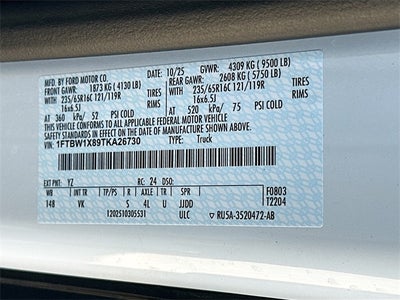 MFD. BY FORD MOTOR CO. 10/25 GVWR: 4309 KG ( 9500 LB)
FRONT GAWR: 1873 KG ( 4130 LB) REAR GAWR: 2608 KG ( 5750 LB)
WITH WITH
235/65R16C 121/119R TIRES 235/65R16C 121/119R TIRES
16x6.5J RIMS 16x6.5J RIMS
AT 360 kPa/ 52 PSI COLD AT 520 kPa/ 75 PSI COLD
THIS VEHICLE CONFORMS TO ALL APPLICABLE FEDERAL MOTOR VEHICLE
SAFETY STANDARDS IN EFFECT ON THE DATE OF MANUFACTURE SHOWN ABOVE.
VIN: 1FTBW1X89TKA26730 TYPE: Truck
EXT PNT: YZ RC: 24 DSO:
WB INT TR TP/PS R AXLE TR SPR F0803
148 VK S 4L U JJDD T2204
1202510305531 ULC RU5A-3520472-AB